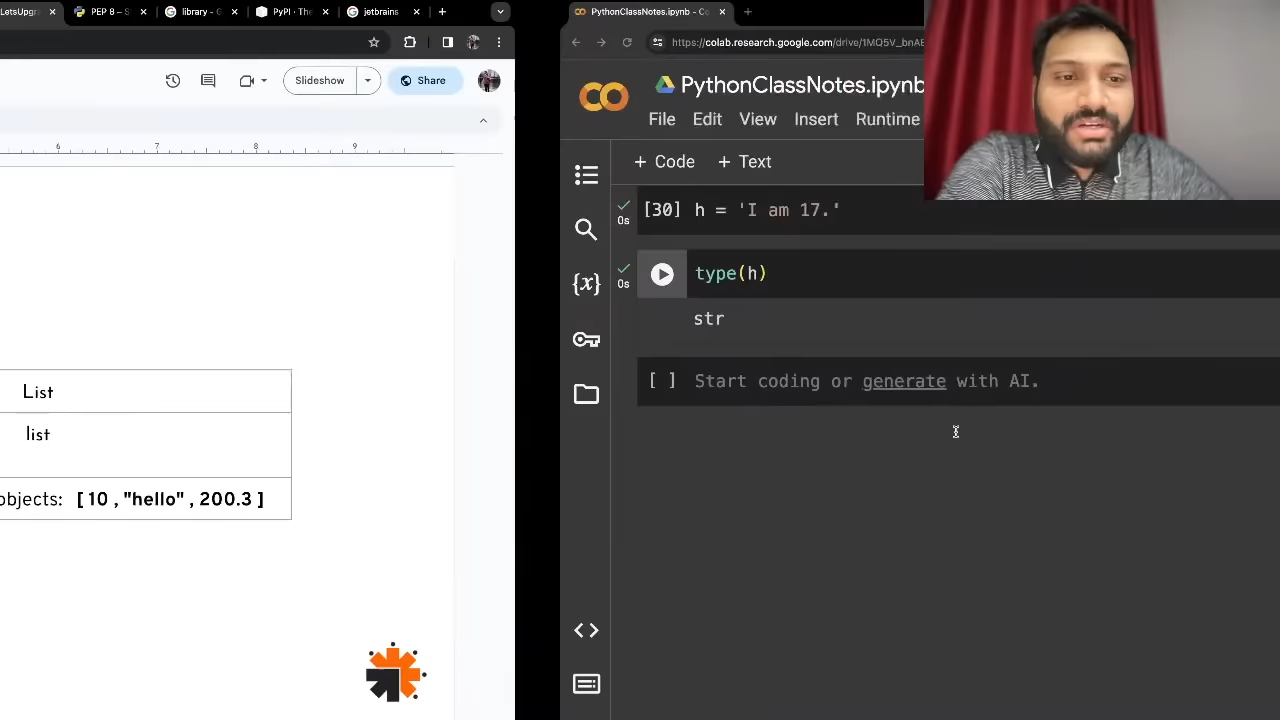 LetsUpgra
PEP 8 –
library - G
PyPI · The
jetbrains
Slideshow
Share
6 7 8 9
List
list
objects: [ 10 , "hello" , 200.3 ]
PythonClassNotes.ipynb - Co
https://colab.research.google.com/drive/1MQ5V_bnAE
PythonClassNotes.ipynb
File Edit View Insert Runtime
+ Code + Text
0s
[30] h = 'I am 17.'
0s
type(h)
str
{x}
[ ] Start coding or generate with AI.